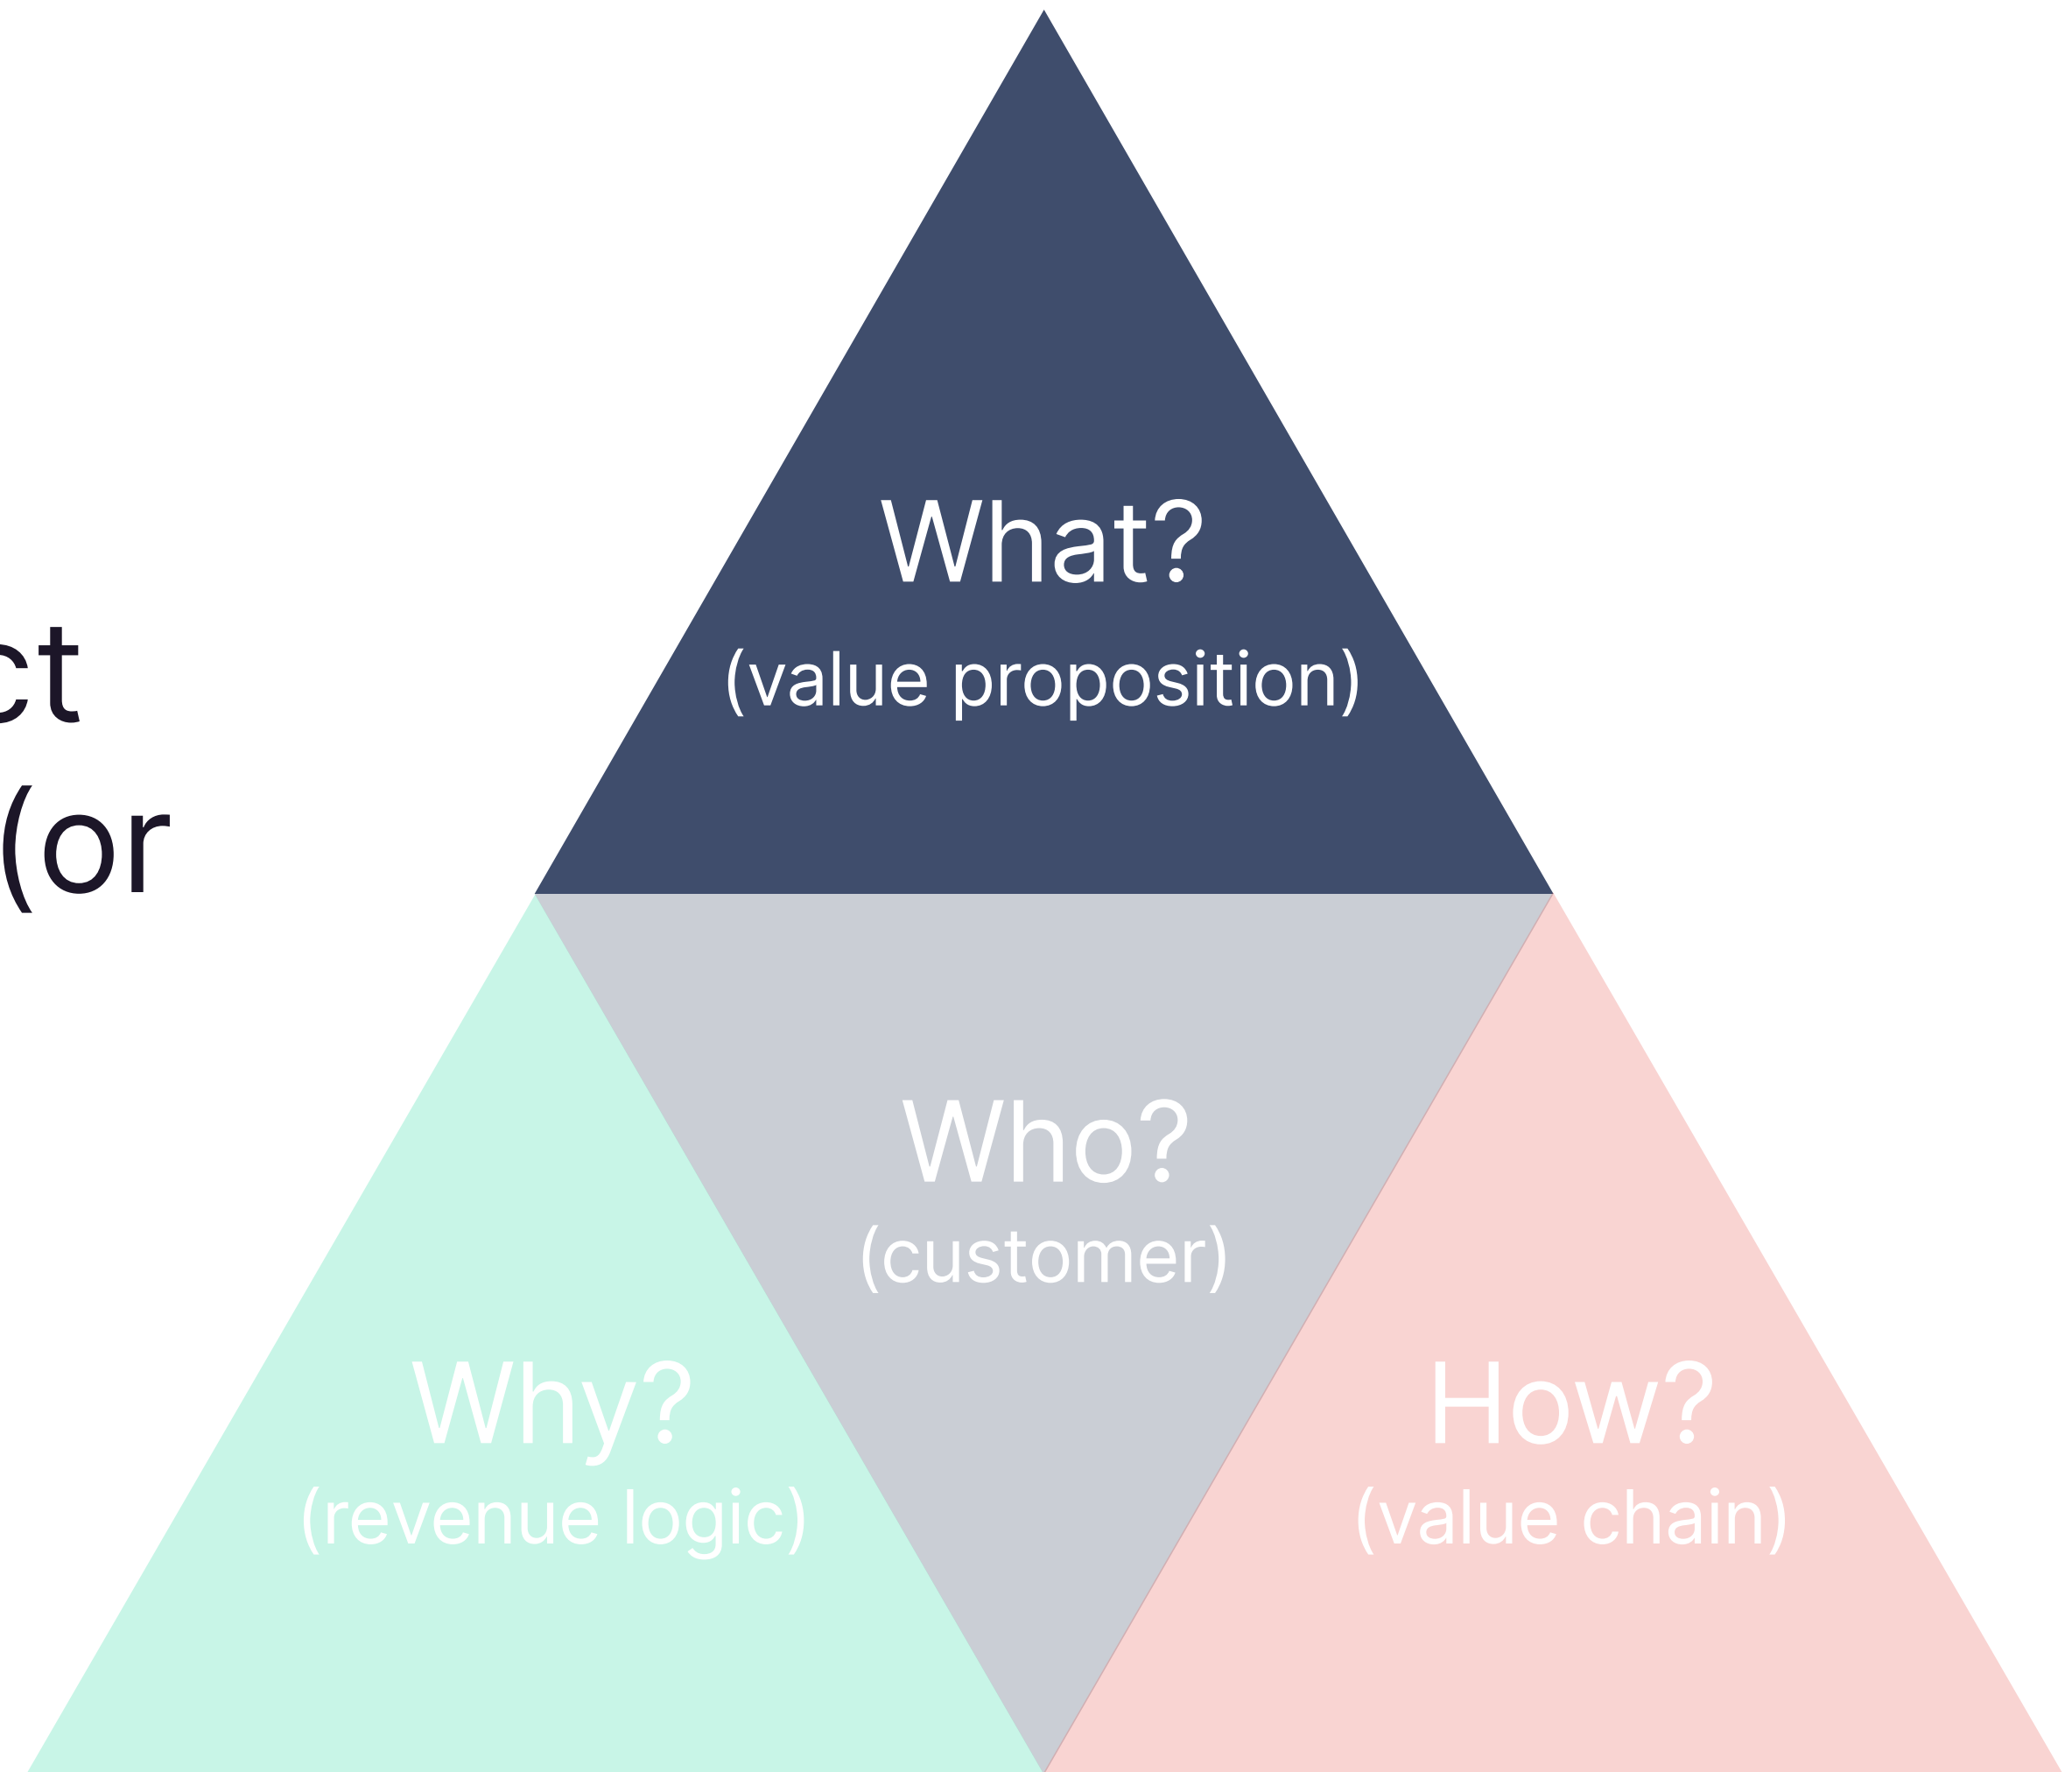 What?
(value proposition)
ct
(or
Who?
(customer)
Why?
(revenue logic)
How?
(value chain)